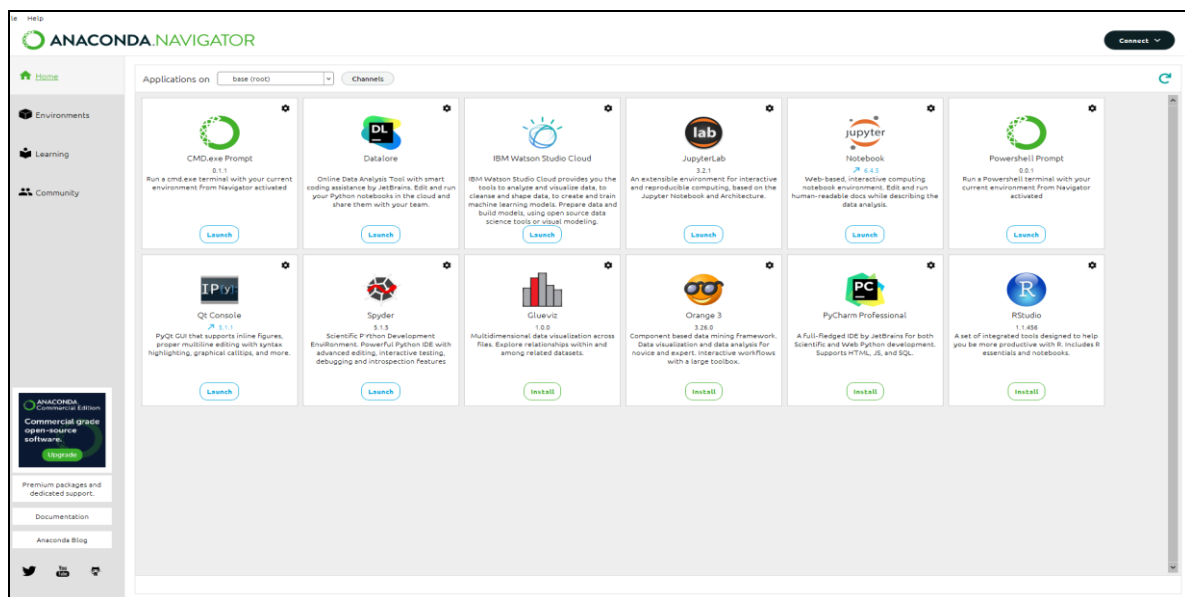 le Help
ANACONDA.NAVIGATOR
Connect
Home
Environments
Learning
Community
ANACONDA
Commercial Edition
Commercial grade
open-source
software.
Upgrade
Premium packages and
dedicated support.
Documentation
Anaconda Blog
You
Tube
Applications on base (root) Channels
CMD.exe Prompt
0.1.1
Run a cmd.exe terminal with your current
environment from Navigator activated
Launch
DL
Datalore
Online Data Analysis Tool with smart
coding assistance by JetBrains. Edit and run
your Python notebooks in the cloud and
share them with your team.
Launch
IBM Watson Studio Cloud
IBM Watson Studio Cloud provides you the
tools to analyze and visualize data, to
cleanse and shape data, to create and train
machine learning models. Prepare data and
build models, using open source data
science tools or visual modeling.
Launch
lab
JupyterLab
3.2.1
An extensible environment for interactive
and reproducible computing, based on the
Jupyter Notebook and Architecture.
Launch
jupyter
Notebook
6.4.5
Web-based, interactive computing
notebook environment. Edit and run
human-readable docs while describing the
data analysis.
Launch
Powershell Prompt
0.0.1
Run a Powershell terminal with your
current environment from Navigator
activated
Launch
IP[y]:
Qt Console
5.1.1
PyQt GUI that supports inline figures,
proper multiline editing with syntax
highlighting, graphical calltips, and more.
Launch
Spyder
5.1.5
Scientific PYthon Development
EnviRonment. Powerful Python IDE with
advanced editing, interactive testing,
debugging and introspection features
Launch
Glueviz
1.0.0
Multidimensional data visualization across
files. Explore relationships within and
among related datasets.
Install
Orange 3
3.26.0
Component based data mining framework.
Data visualization and data analysis for
novice and expert. Interactive workflows
with a large toolbox.
Install
PC
PyCharm Professional
A full-fledged IDE by JetBrains for both
Scientific and Web Python development.
Supports HTML, JS, and SQL.
Install
R
RStudio
1.1.456
A set of integrated tools designed to help
you be more productive with R. Includes R
essentials and notebooks.
Install